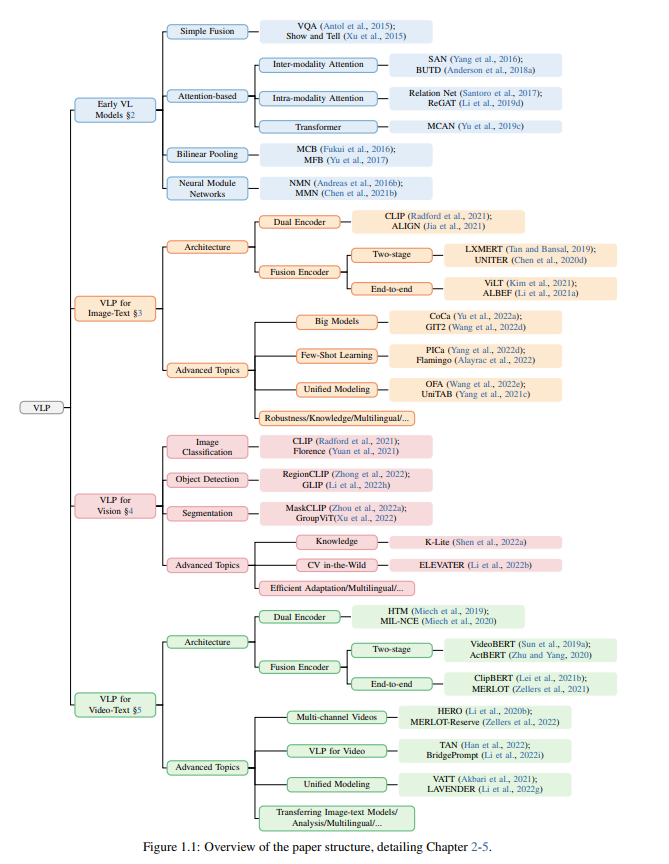 Simple Fusion
VQA (Antol et al., 2015);
Show and Tell (Xu et al., 2015)
Early VL
Models §2
Attention-based
Inter-modality Attention
SAN (Yang et al., 2016);
BUTD (Anderson et al., 2018a)
Intra-modality Attention
Relation Net (Santoro et al., 2017);
ReGAT (Li et al., 2019d)
Transformer
MCAN (Yu et al., 2019c)
Bilinear Pooling
MCB (Fukui et al., 2016);
MFB (Yu et al., 2017)
Neural Module
Networks
NMN (Andreas et al., 2016b);
MMN (Chen et al., 2021b)
VLP for
Image-Text §3
Architecture
Dual Encoder
CLIP (Radford et al., 2021);
ALIGN (Jia et al., 2021)
Fusion Encoder
Two-stage
LXMERT (Tan and Bansal, 2019);
UNITER (Chen et al., 2020d)
End-to-end
ViLT (Kim et al., 2021);
ALBEF (Li et al., 2021a)
Advanced Topics
Big Models
CoCa (Yu et al., 2022a);
GIT2 (Wang et al., 2022d)
Few-Shot Learning
PICa (Yang et al., 2022d);
Flamingo (Alayrac et al., 2022)
Unified Modeling
OFA (Wang et al., 2022e);
UniTAB (Yang et al., 2021c)
Robustness/Knowledge/Multilingual/...
VLP
VLP for
Vision §4
Image
Classification
CLIP (Radford et al., 2021);
Florence (Yuan et al., 2021)
Object Detection
RegionCLIP (Zhong et al., 2022);
GLIP (Li et al., 2022h)
Segmentation
MaskCLIP (Zhou et al., 2022a);
GroupViT(Xu et al., 2022)
Advanced Topics
Knowledge
K-Lite (Shen et al., 2022a)
CV in-the-Wild
ELEVATER (Li et al., 2022b)
Efficient Adaptation/Multilingual/...
VLP for
Video-Text §5
Architecture
Dual Encoder
HTM (Miech et al., 2019);
MIL-NCE (Miech et al., 2020)
Fusion Encoder
Two-stage
VideoBERT (Sun et al., 2019a);
ActBERT (Zhu and Yang, 2020)
End-to-end
ClipBERT (Lei et al., 2021b);
MERLOT (Zellers et al., 2021)
Advanced Topics
Multi-channel Videos
HERO (Li et al., 2020b);
MERLOT-Reserve (Zellers et al., 2022)
VLP for Video
TAN (Han et al., 2022);
BridgePrompt (Li et al., 2022i)
Unified Modeling
VATT (Akbari et al., 2021);
LAVENDER (Li et al., 2022g)
Transferring Image-text Models/
Analysis/Multilingual/...
Figure 1.1: Overview of the paper structure, detailing Chapter 2-5.